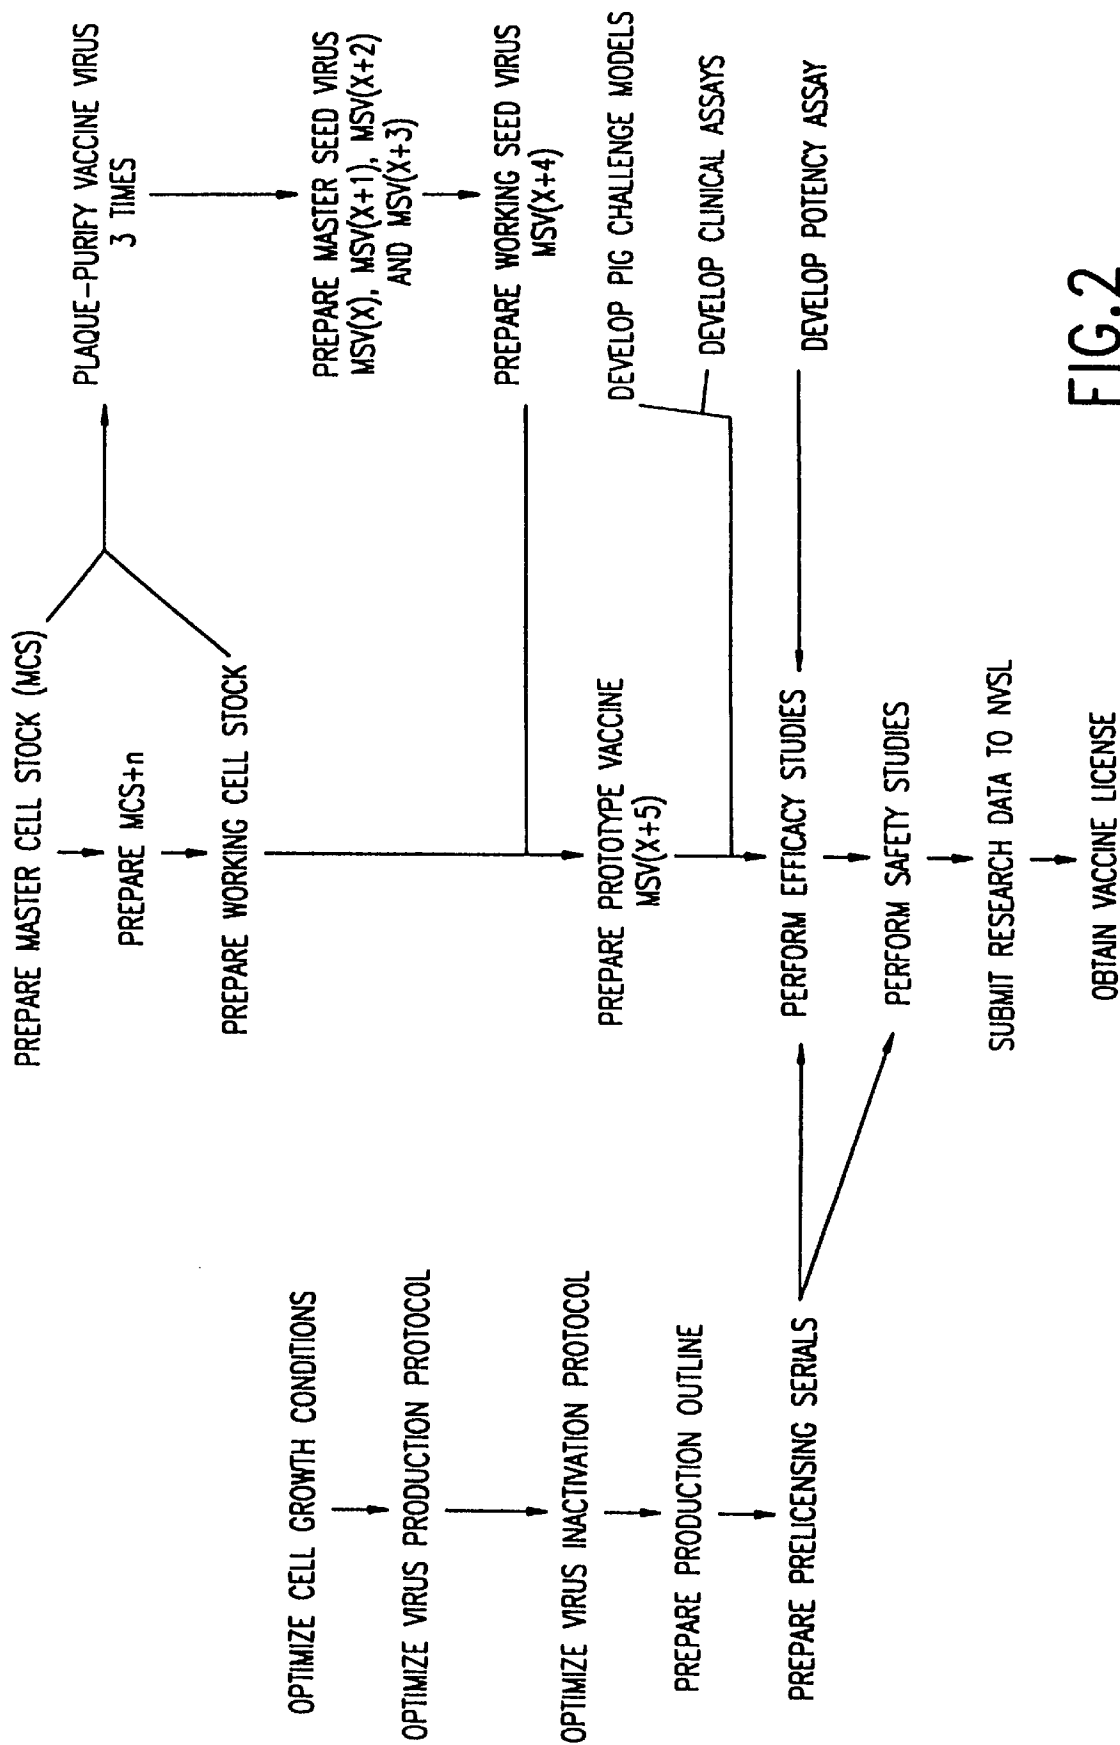 OPTIMIZE CELL GROWTH CONDITIONS
OPTIMIZE VIRUS PRODUCTION PROTOCOL
OPTIMIZE VIRUS INACTIVATION PROTOCOL
PREPARE PRODUCTION OUTLINE
PREPARE PRELICENSING SERIALS
PREPARE MASTER CELL STOCK (MCS)
PREPARE MCS+n
PREPARE WORKING CELL STOCK
PREPARE PROTOTYPE VACCINE
MSV(X+5)
PERFORM EFFICACY STUDIES
PERFORM SAFETY STUDIES
SUBMIT RESEARCH DATA TO NVSL
OBTAIN VACCINE LICENSE
PLAQUE-PURIFY VACCINE VIRUS
3 TIMES
PREPARE MASTER SEED VIRUS
MSV(X), MSV(X+1), MSV(X+2)
AND MSV(X+3)
PREPARE WORKING SEED VIRUS
MSV(X+4)
DEVELOP PIG CHALLENGE MODELS
DEVELOP CLINICAL ASSAYS
DEVELOP POTENCY ASSAY
FIG.2